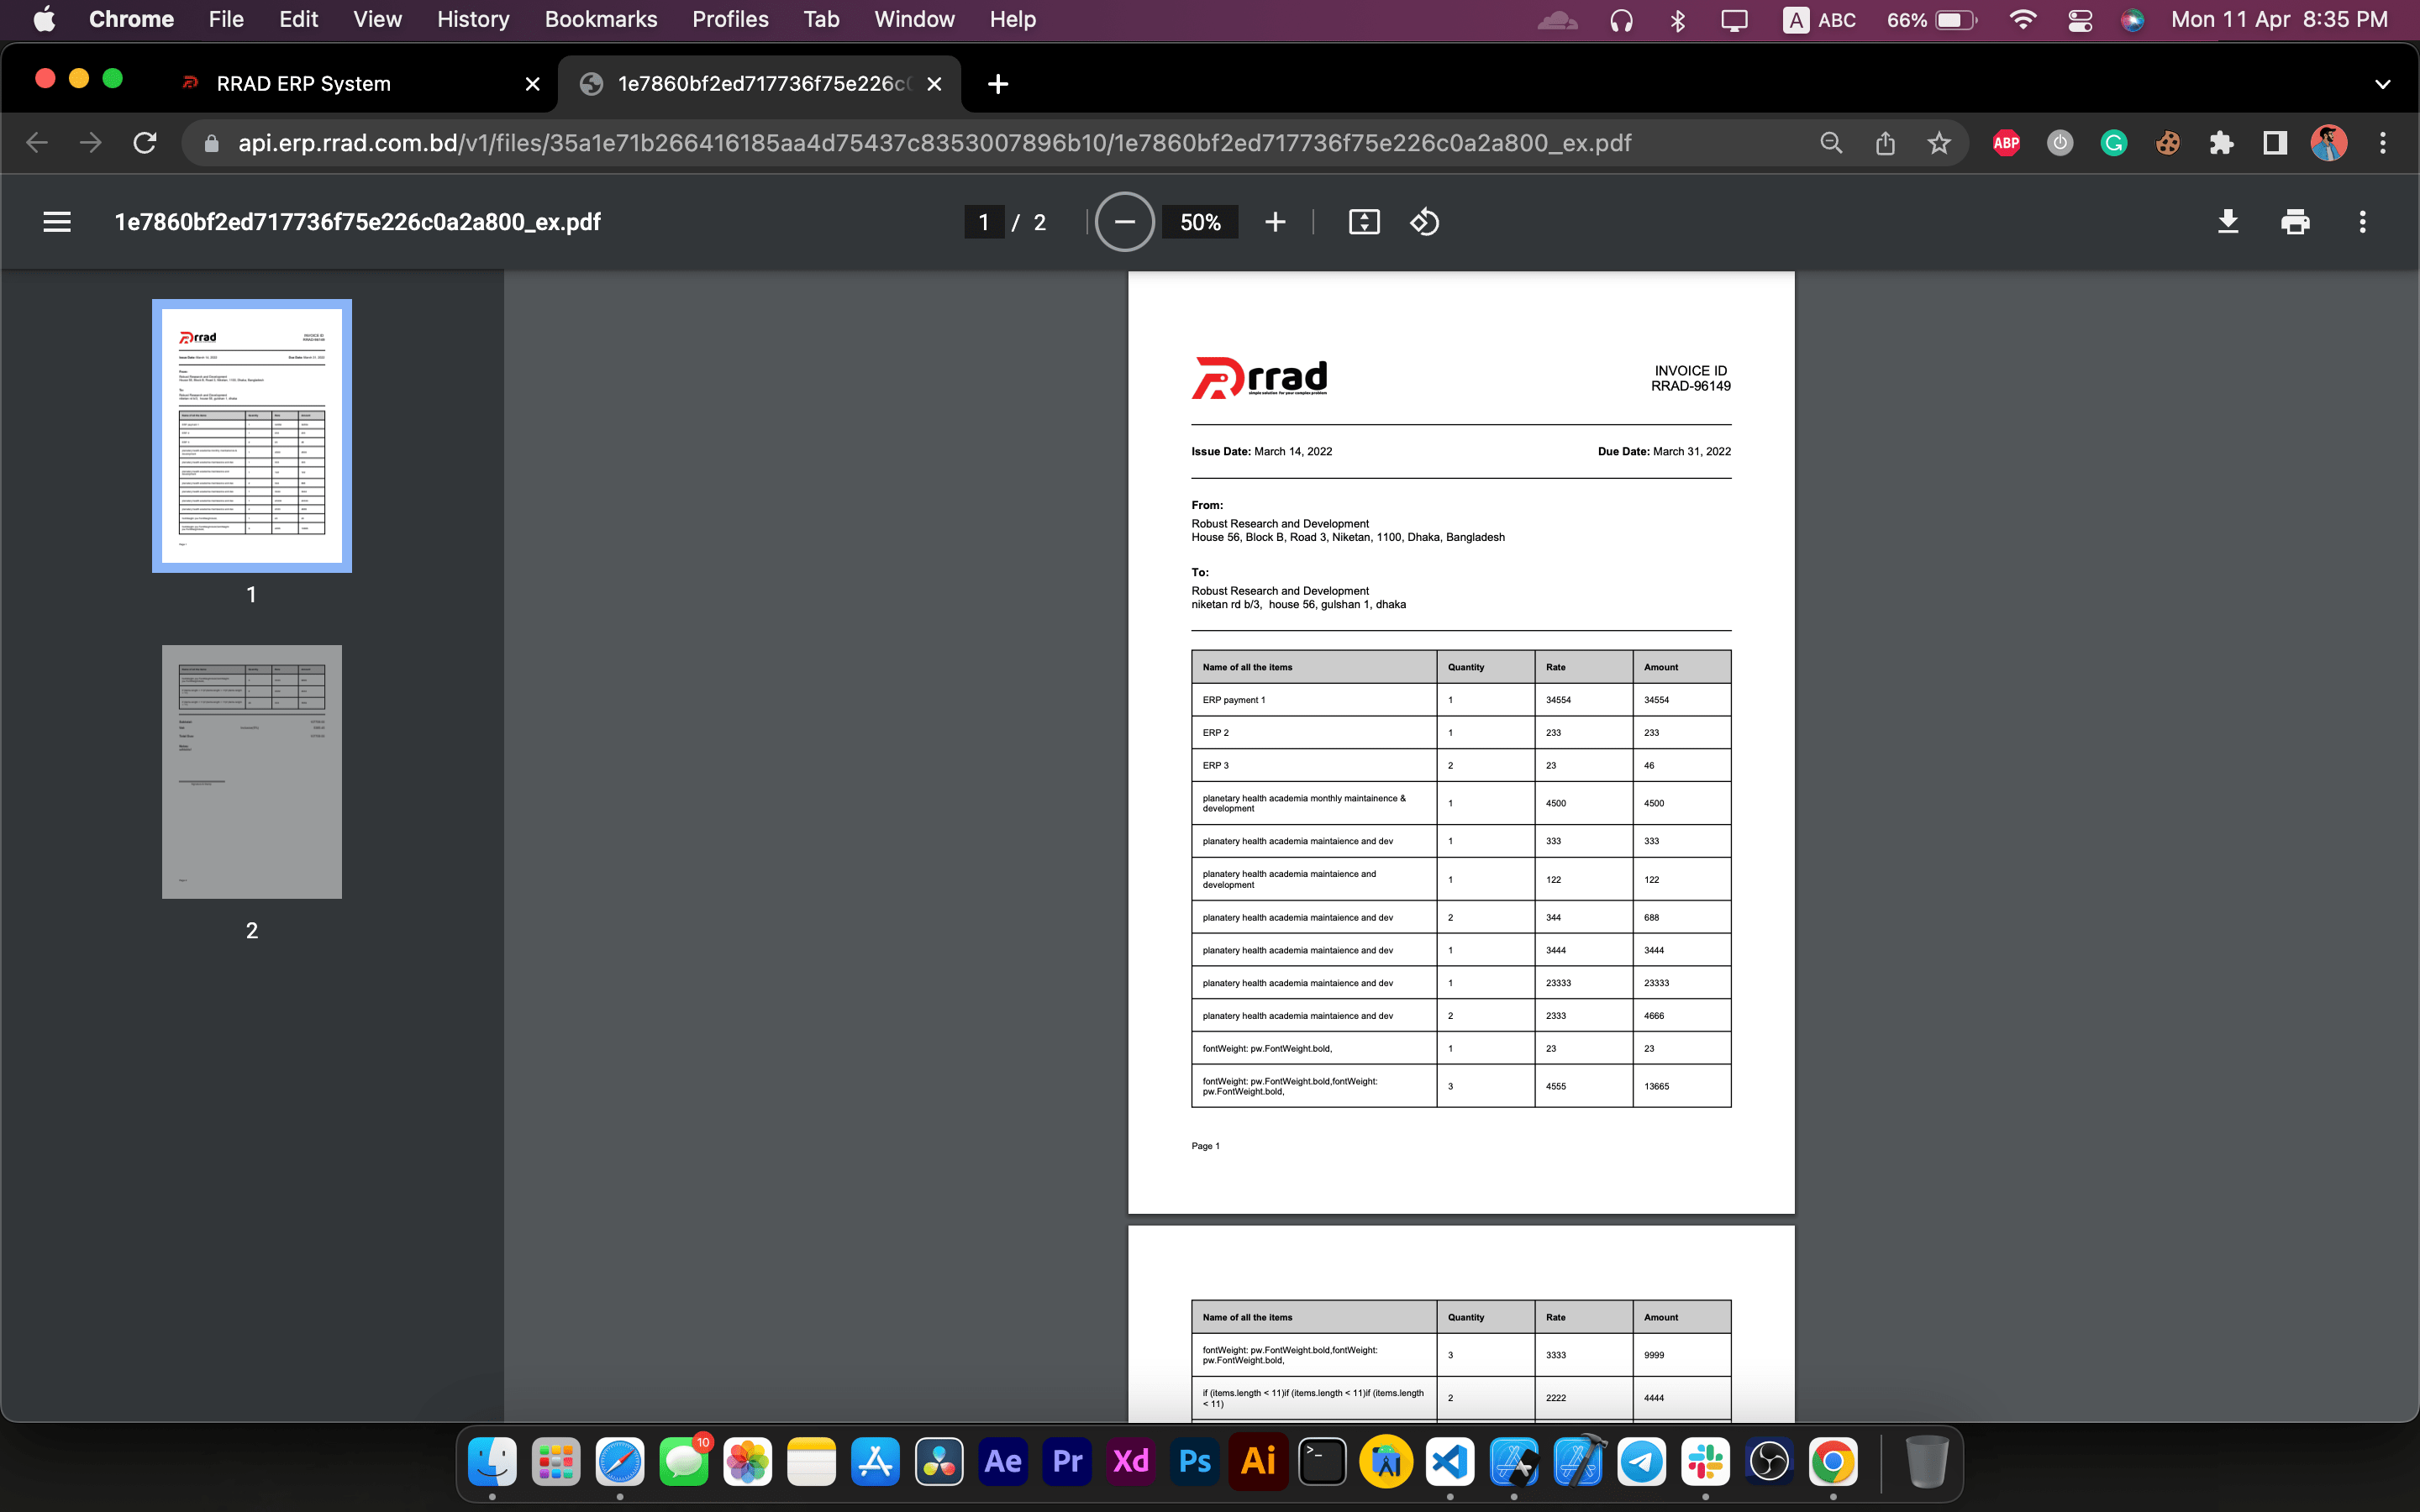 Chrome File Edit View History Bookmarks Profiles Tab Window Help A ABC 66% Mon 11 Apr 8:35 PM
RRAD ERP System 1e7860bf2ed717736f75e226c
api.erp.rrad.com.bd/v1/files/35a1e71b266416185aa4d75437c8353007896b10/1e7860bf2ed717736f75e226c0a2a800_ex.pdf ABP
1e7860bf2ed717736f75e226c0a2a800_ex.pdf 1 / 2 50%
1
2
rrad
simple solution for your complex problem
INVOICE ID
RRAD-96149
Issue Date: March 14, 2022 Due Date: March 31, 2022
From:
Robust Research and Development
House 56, Block B, Road 3, Niketan, 1100, Dhaka, Bangladesh
To:
Robust Research and Development
niketan rd b/3, house 56, gulshan 1, dhaka
Name of all the items Quantity Rate Amount
ERP payment 1 1 34554 34554
ERP 2 1 233 233
ERP 3 2 23 46
planetary health academia monthly maintainence &
development 1 4500 4500
planatery health academia maintaience and dev 1 333 333
planatery health academia maintaience and
development 1 122 122
planatery health academia maintaience and dev 2 344 688
planatery health academia maintaience and dev 1 3444 3444
planatery health academia maintaience and dev 1 23333 23333
planatery health academia maintaience and dev 2 2333 4666
fontWeight: pw.FontWeight.bold, 1 23 23
fontWeight: pw.FontWeight.bold,fontWeight:
pw.FontWeight.bold, 3 4555 13665
Page 1
Name of all the items Quantity Rate Amount
fontWeight: pw.FontWeight.bold,fontWeight:
pw.FontWeight.bold, 3 3333 9999
if (items.length < 11)if (items.length < 11)if (items.length
< 11) 2 2222 4444
10
Ae Pr Xd Ps Ai